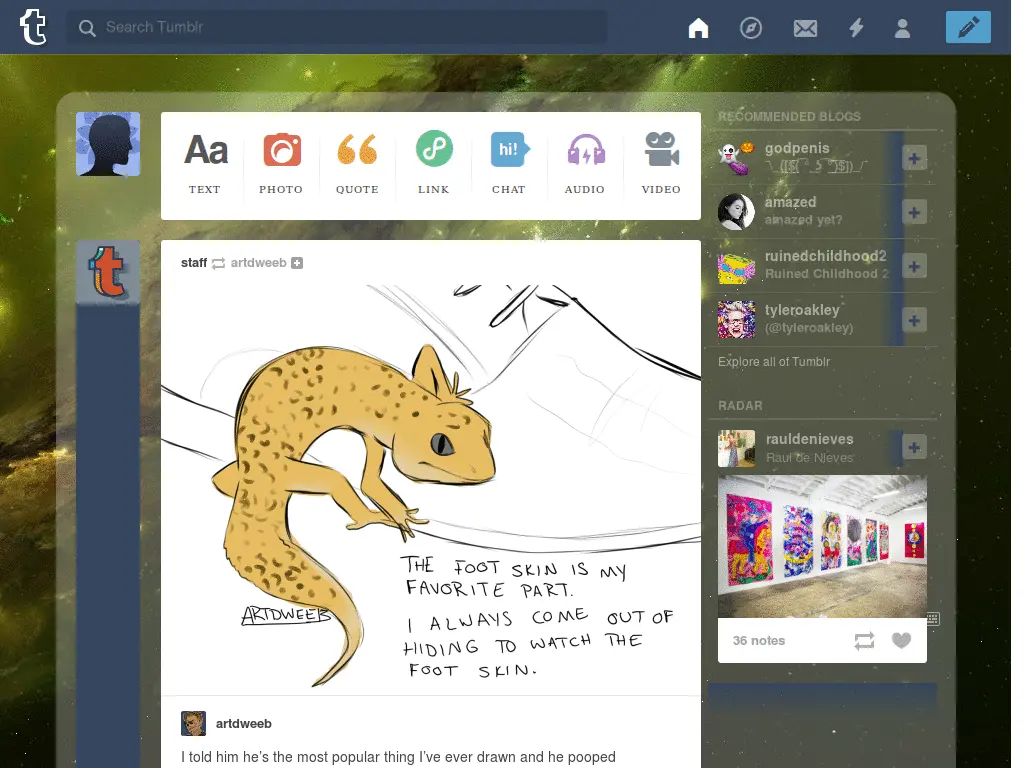 t
Search Tumblr
Aa
hi!
TEXT
PHOTO
QUOTE
LINK
CHAT
AUDIO
VIDEO
t
staff artdweeb
THE FOOT SKIN IS MY
FAVORITE PART.
I ALWAYS COME OUT OF
HIDING TO WATCH THE
FOOT SKIN.
ARTDWEEB
artdweeb
I told him he's the most popular thing I've ever drawn and he pooped
RECOMMENDED BLOGS
godpenis
amazed
amazed yet?
ruinedchildhood2
Ruined Childhood 2
tyleroakley
(@tyleroakley)
Explore all of Tumblr
RADAR
rauldenieves
Raul de Nieves
36 notes